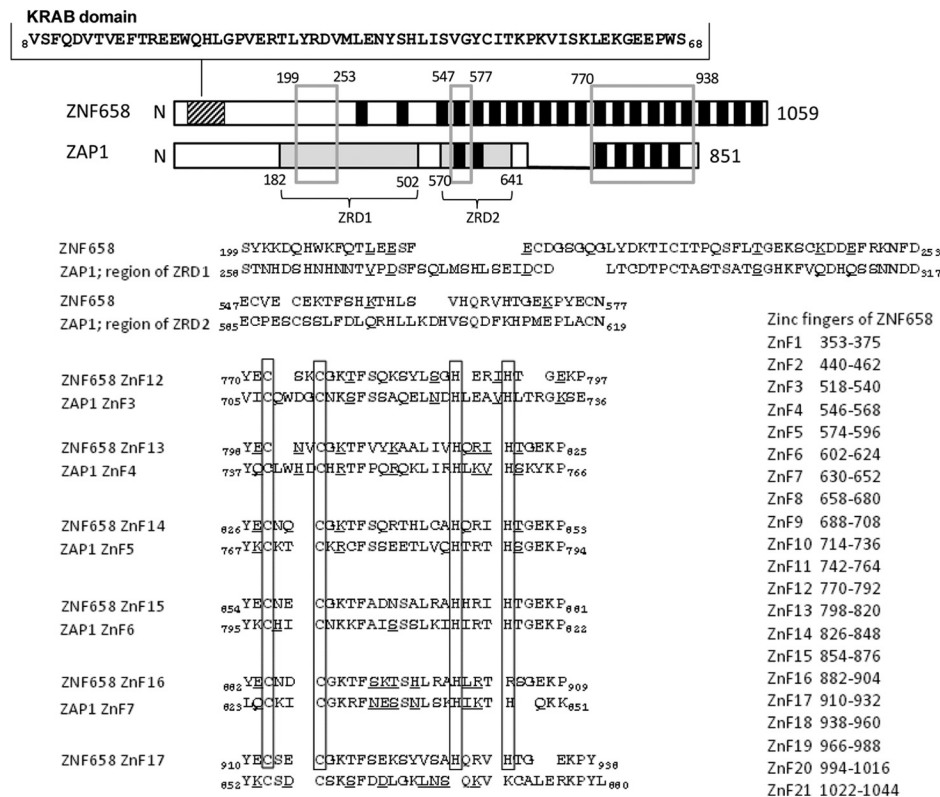 KRAB domain
8VSFQDVTVEFTREEWQHLGPVERTLYRDVMLENYSHLISVGYCITKPKVISKLEKGEEPWS68
199 253 547 577 770 938
ZNF658 N 1059
ZAP1 N 851
182 502 570 641
ZRD1 ZRD2
ZNF658 199SYKKDQHWKFQTLEESF ECDGSGQGLYDKTICITPQSFLTGEKSCKDDEFRKNFD253
ZAP1; region of ZRD1 258STNHDSHNHNNTVPDSFSQLMSHLSEIDCD LTCDTPCTASTSATSGHKFVQDHQSSNNDD317
ZNF658 547ECVE CEKTFSHKTHLS VHQRVHTGEKPYECN577
ZAP1; region of ZRD2 585ECPESCSSLFDLQRHLLKDHVSQDFKHPMEPLACN619
ZNF658 ZnF12 770YEC SKCGKTFSQKSYLSGH ERIHT GEKP797
ZAP1 ZnF3 705VICQWDGCNKSFSSAQELNDHLEAVHLTRGKSE736
ZNF658 ZnF13 798YEC NVCGKTFVYKAALIVHQRI HTGEKP825
ZAP1 ZnF4 737YQCLWHDCHRTFPQRQKLIRHLKV HSKYKP766
ZNF658 ZnF14 826YECNQ CGKTFSQRTHLCAHQRI HTGEKP853
ZAP1 ZnF5 767YKCKT CKRCFSSEETLVQHTRT HSGEKP794
ZNF658 ZnF15 854YECNE CGKTFADNSALRAHHRI HTGEKP881
ZAP1 ZnF6 795YKCHI CNKKFAISSSLKIHIRT HTGEKP822
ZNF658 ZnF16 882YECND CGKTFSKTSHLRAHLRT RSGEKP909
ZAP1 ZnF7 823LQCKI CGKRFNESSNLSKHIKT H QKK851
ZNF658 ZnF17 910YECSE CGKTFSEKSYVSAHQRV HTG EKPY938
852YKCSD CSKSFDDLGKLNS QKV KCALERKPYL880
Zinc fingers of ZNF658
ZnF1 353-375
ZnF2 440-462
ZnF3 518-540
ZnF4 546-568
ZnF5 574-596
ZnF6 602-624
ZnF7 630-652
ZnF8 658-680
ZnF9 688-708
ZnF10 714-736
ZnF11 742-764
ZnF12 770-792
ZnF13 798-820
ZnF14 826-848
ZnF15 854-876
ZnF16 882-904
ZnF17 910-932
ZnF18 938-960
ZnF19 966-988
ZnF20 994-1016
ZnF21 1022-1044